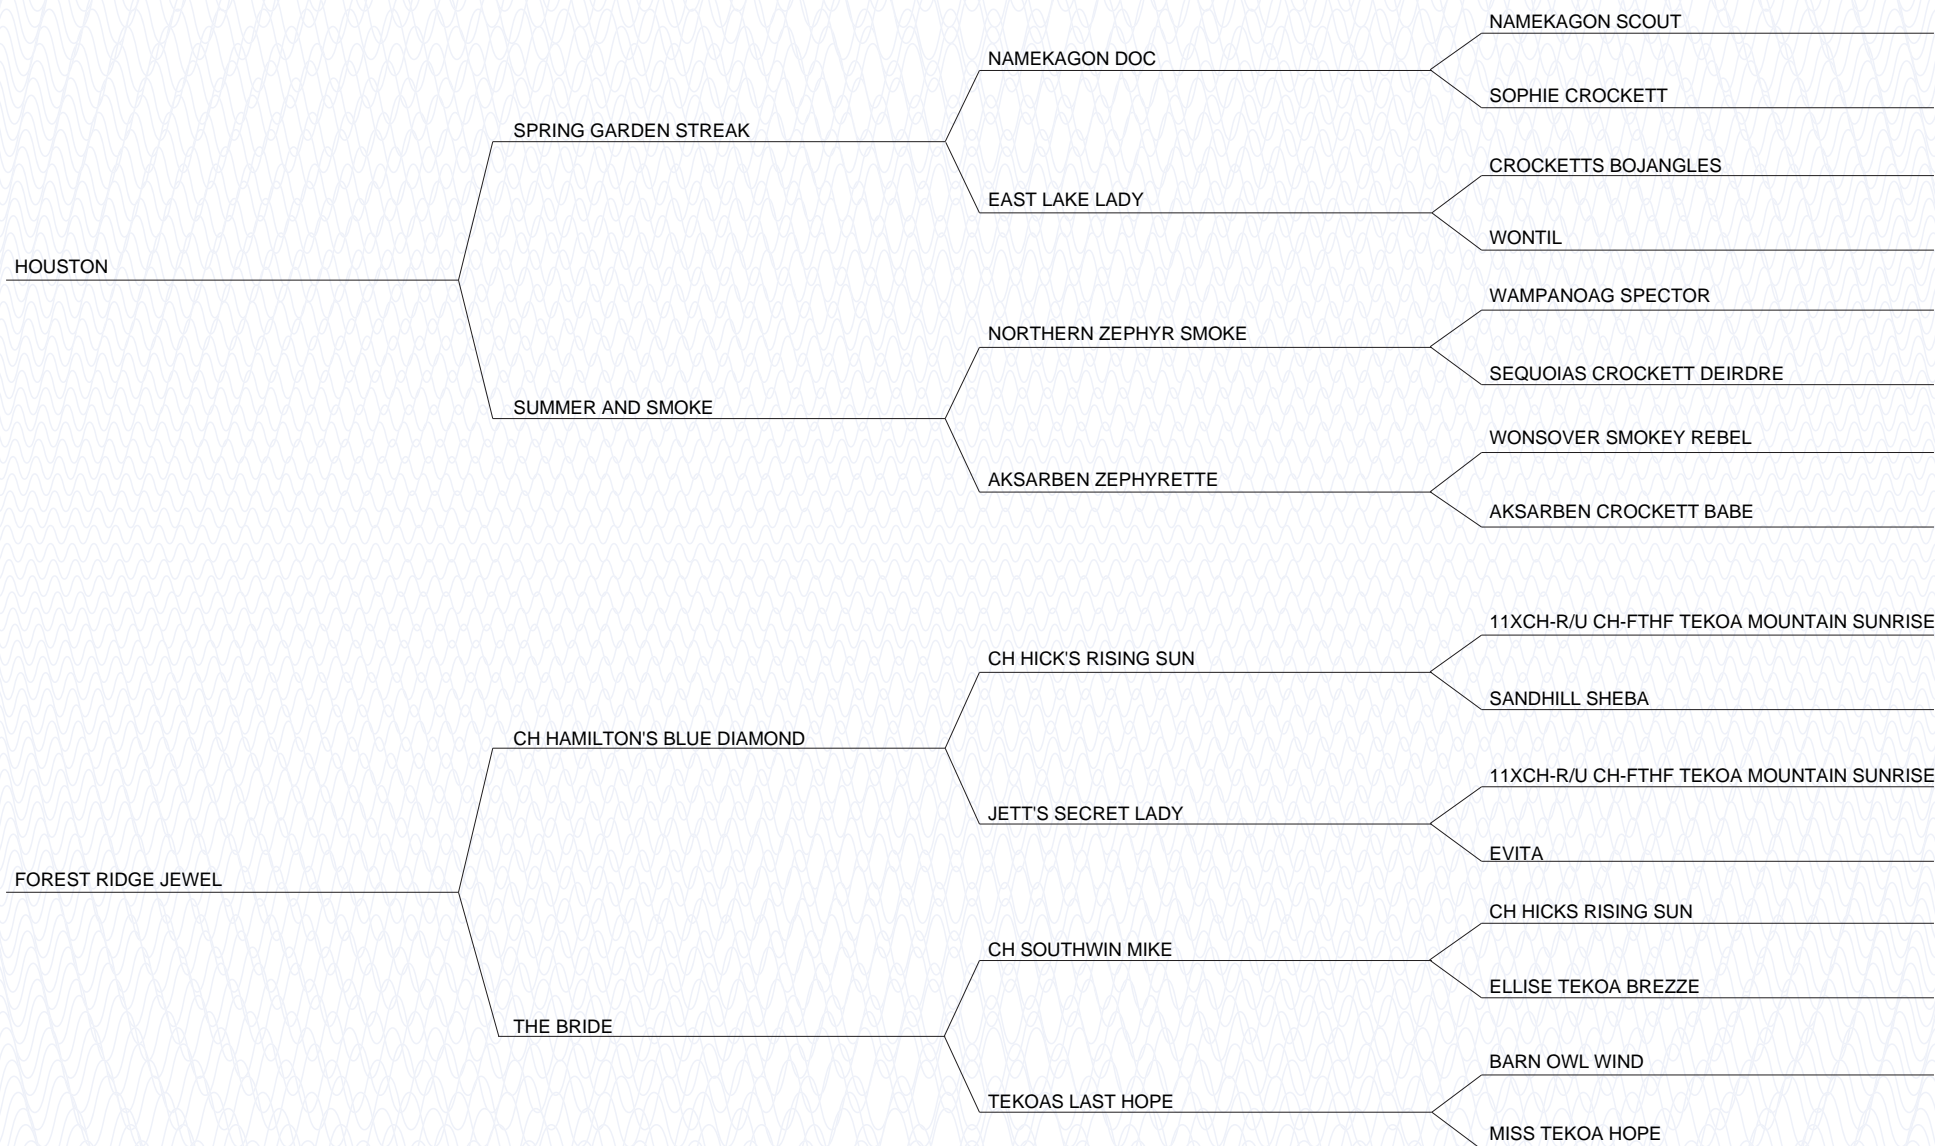 NAMEKAGON SCOUT
NAMEKAGON DOC
SOPHIE CROCKETT
SPRING GARDEN STREAK
CROCKETTS BOJANGLES
EAST LAKE LADY
WONTIL
HOUSTON
WAMPANOAG SPECTOR
NORTHERN ZEPHYR SMOKE
SEQUOIAS CROCKETT DEIRDRE
SUMMER AND SMOKE
WONSOVER SMOKEY REBEL
AKSARBEN ZEPHYRETTE
AKSARBEN CROCKETT BABE
11XCH-R/U CH-FTHF TEKOA MOUNTAIN SUNRISE
CH HICK'S RISING SUN
SANDHILL SHEBA
CH HAMILTON'S BLUE DIAMOND
11XCH-R/U CH-FTHF TEKOA MOUNTAIN SUNRISE
JETT'S SECRET LADY
EVITA
FOREST RIDGE JEWEL
CH HICKS RISING SUN
CH SOUTHWIN MIKE
ELLISE TEKOA BREZZE
THE BRIDE
BARN OWL WIND
TEKOAS LAST HOPE
MISS TEKOA HOPE